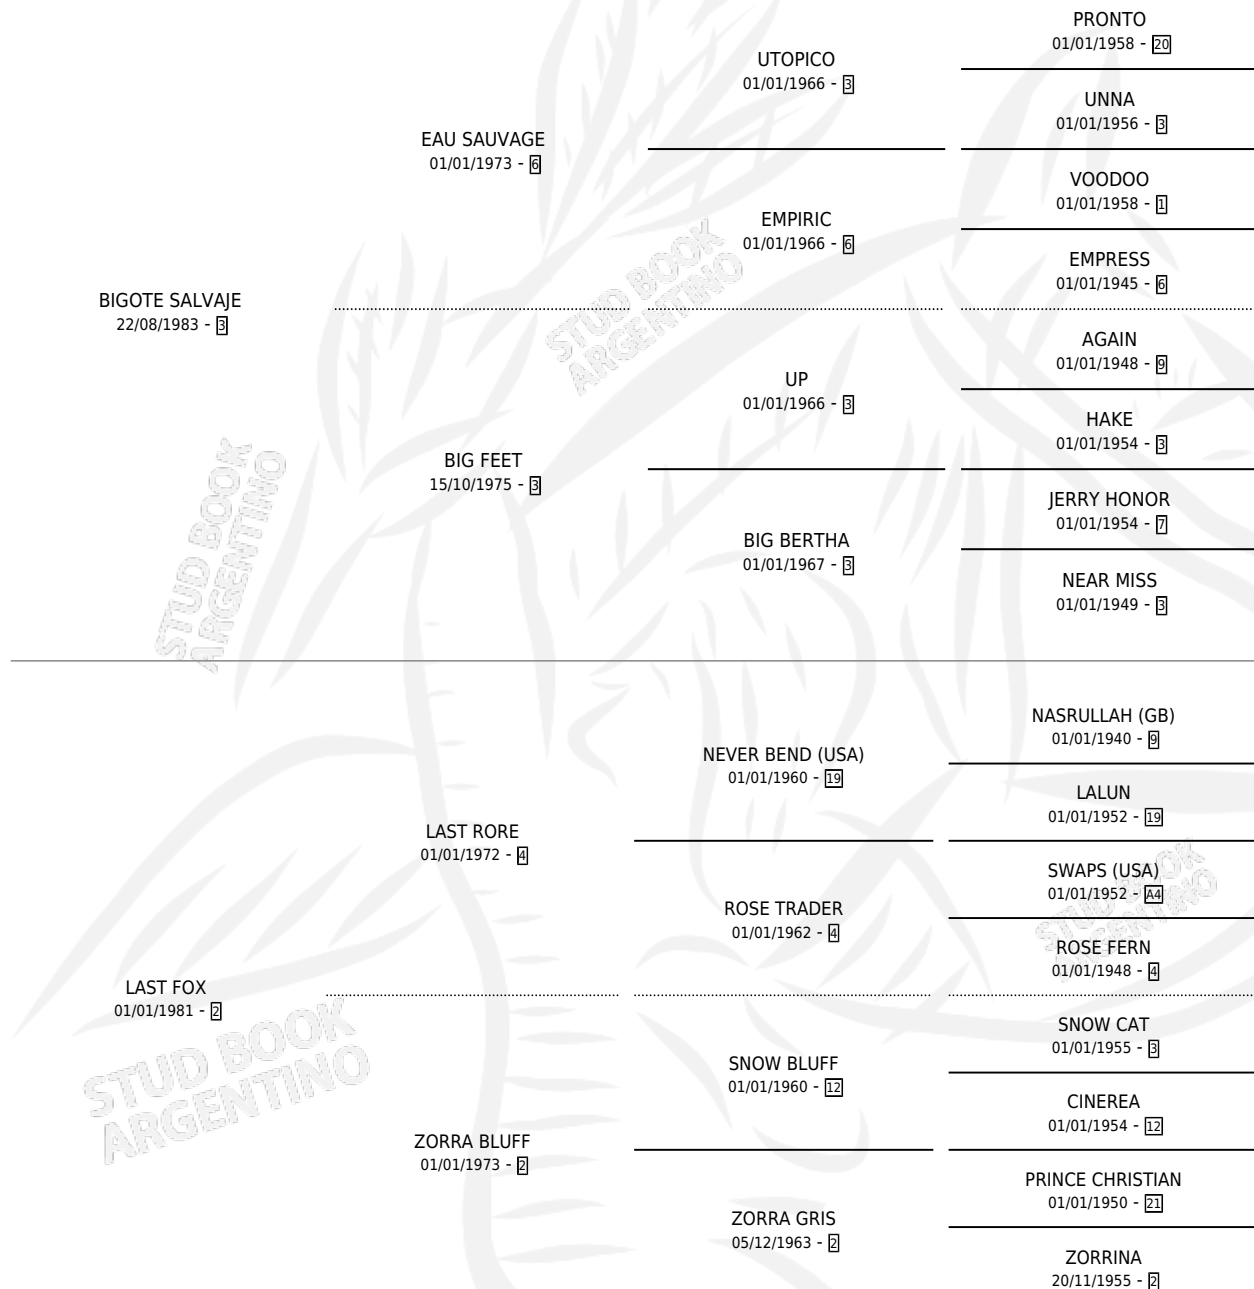 PRONTO
01/01/1958 - 20
UTOPICO
01/01/1966 - 3
UNNA
01/01/1956 - 3
EAU SAUVAGE
01/01/1973 - 6
VOODOO
01/01/1958 - 1
EMPIRIC
01/01/1966 - 6
EMPRESS
01/01/1945 - 6
BIGOTE SALVAJE
22/08/1983 - 3
STUD BOOK
ARGENTINO
AGAIN
01/01/1948 - 9
UP
01/01/1966 - 3
HAKE
01/01/1954 - 3
BIG FEET
15/10/1975 - 3
JERRY HONOR
01/01/1954 - 7
BIG BERTHA
01/01/1967 - 3
NEAR MISS
01/01/1949 - 3
STUD BOOK
ARGENTINO
NASRULLAH (GB)
01/01/1940 - 9
NEVER BEND (USA)
01/01/1960 - 19
LALUN
01/01/1952 - 19
LAST RORE
01/01/1972 - 4
SWAPS (USA)
01/01/1952 - A4
ROSE TRADER
01/01/1962 - 4
STUD BOOK
ARGENTINO
ROSE FERN
01/01/1948 - 4
LAST FOX
01/01/1981 - 2
SNOW CAT
01/01/1955 - 3
SNOW BLUFF
01/01/1960 - 12
CINEREA
01/01/1954 - 12
STUD BOOK
ARGENTINO
ZORRA BLUFF
01/01/1973 - 2
PRINCE CHRISTIAN
01/01/1950 - 21
ZORRA GRIS
05/12/1963 - 2
ZORRINA
20/11/1955 - 2